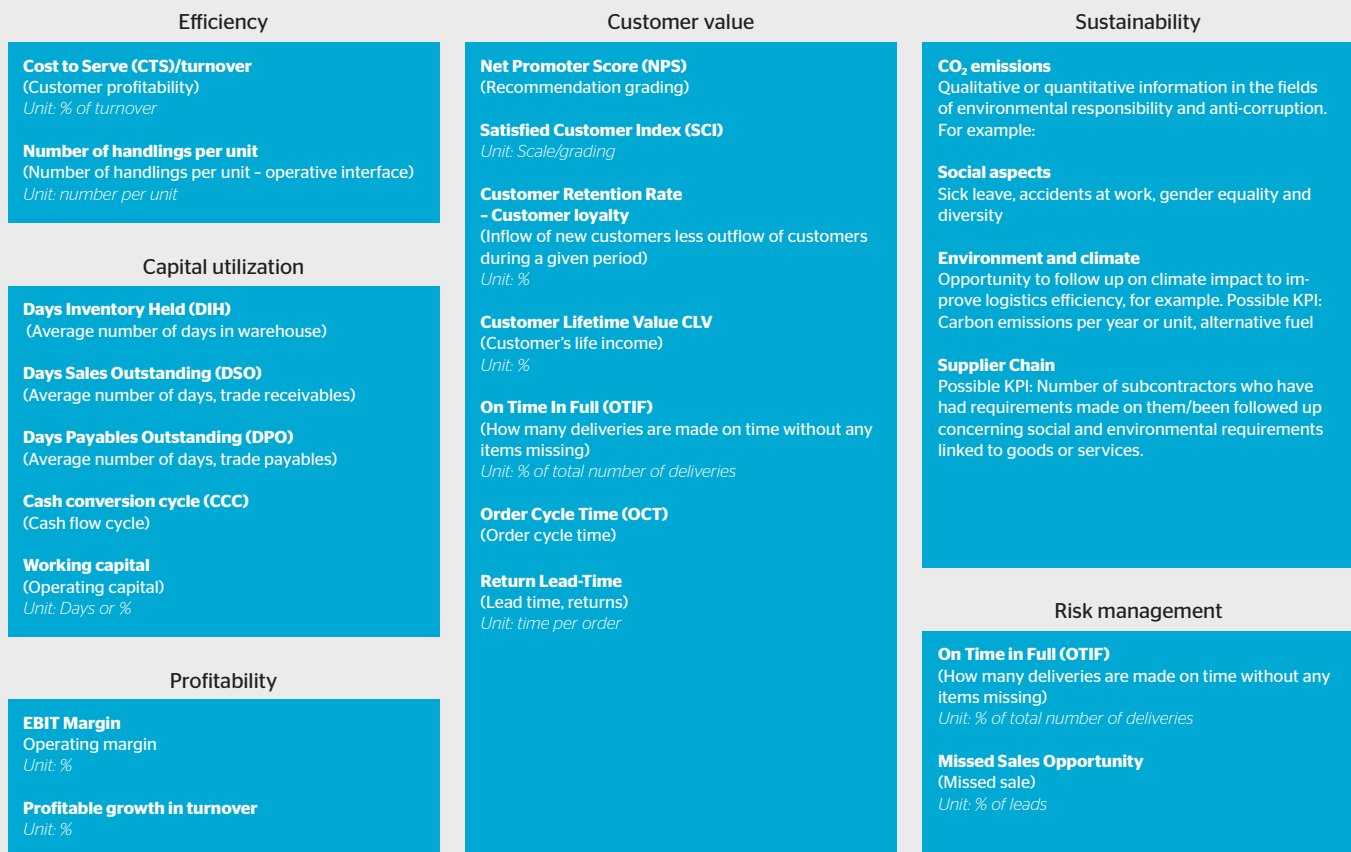 Efficiency
Cost to Serve (CTS)/turnover
(Customer profitability)
Unit: % of turnover
Number of handlings per unit
(Number of handlings per unit – operative interface)
Unit: number per unit
Capital utilization
Days Inventory Held (DIH)
(Average number of days in warehouse)
Days Sales Outstanding (DSO)
(Average number of days, trade receivables)
Days Payables Outstanding (DPO)
(Average number of days, trade payables)
Cash conversion cycle (CCC)
(Cash flow cycle)
Working capital
(Operating capital)
Unit: Days or %
Profitability
EBIT Margin
Operating margin
Unit: %
Profitable growth in turnover
Unit: %
Customer value
Net Promoter Score (NPS)
(Recommendation grading)
Satisfied Customer Index (SCI)
Unit: Scale/grading
Customer Retention Rate
– Customer loyalty
(Inflow of new customers less outflow of customers
during a given period)
Unit: %
Customer Lifetime Value CLV
(Customer's life income)
Unit: %
On Time In Full (OTIF)
(How many deliveries are made on time without any
items missing)
Unit: % of total number of deliveries
Order Cycle Time (OCT)
(Order cycle time)
Return Lead-Time
(Lead time, returns)
Unit: time per order
Sustainability
CO₂ emissions
Qualitative or quantitative information in the fields
of environmental responsibility and anti-corruption.
For example:
Social aspects
Sick leave, accidents at work, gender equality and
diversity
Environment and climate
Opportunity to follow up on climate impact to im-
prove logistics efficiency, for example. Possible KPI:
Carbon emissions per year or unit, alternative fuel
Supplier Chain
Possible KPI: Number of subcontractors who have
had requirements made on them/been followed up
concerning social and environmental requirements
linked to goods or services.
Risk management
On Time in Full (OTIF)
(How many deliveries are made on time without any
items missing)
Unit: % of total number of deliveries
Missed Sales Opportunity
(Missed sale)
Unit: % of leads